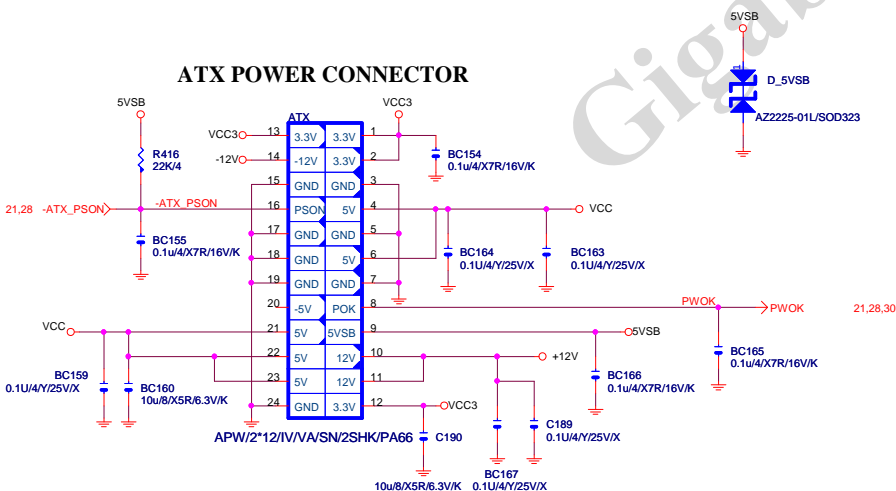 Gigab
5VSB
1
D_5VSB
AZ2225-01L/SOD323
ATX POWER CONNECTOR
5VSB
R416
22K/4
VCC3
ATX
VCC3 13 3.3V 3.3V 1
-12V 14 -12V 3.3V 2
15 GND GND 3
21,28 -ATX_PSON -ATX_PSON 16 PSON 5V 4 VCC
17 GND GND 5
18 GND 5V 6
19 GND GND 7
20 -5V POK 8 PWOK PWOK 21,28,30
VCC 21 5V 5VSB 9 5VSB
22 5V 12V 10 +12V
23 5V 12V 11
24 GND 3.3V 12 VCC3
APW/2*12/IV/VA/SN/2SHK/PA66
BC154
0.1u/4/X7R/16V/K
BC155
0.1u/4/X7R/16V/K
BC164
0.1U/4/Y/25V/X
BC163
0.1U/4/Y/25V/X
BC165
0.1u/4/X7R/16V/K
BC166
0.1u/4/X7R/16V/K
BC159
0.1U/4/Y/25V/X
BC160
10u/8/X5R/6.3V/K
C190
10u/8/X5R/6.3V/K
C189
0.1U/4/Y/25V/X
BC167
0.1U/4/Y/25V/X